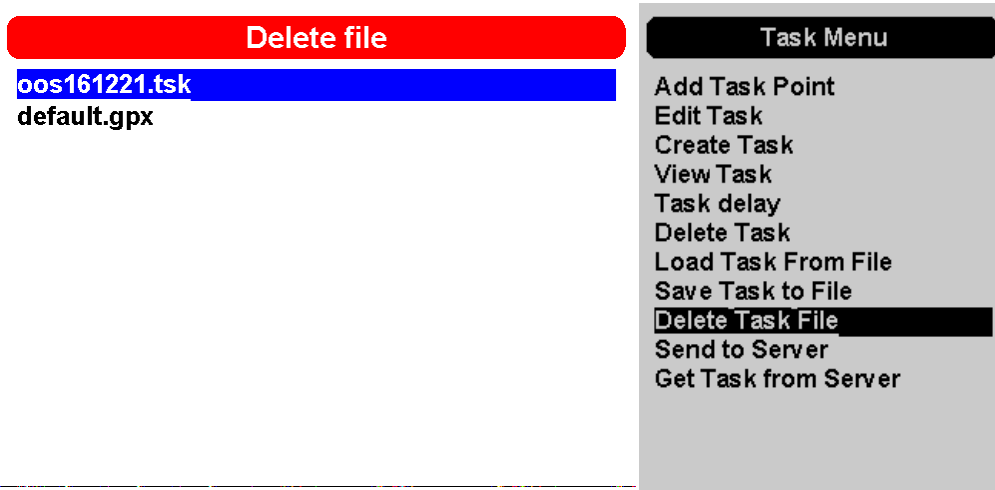 Delete file
oos161221.tsk
default.gpx
Task Menu
Add Task Point
Edit Task
Create Task
View Task
Task delay
Delete Task
Load Task From File
Save Task to File
Delete Task File
Send to Server
Get Task from Server